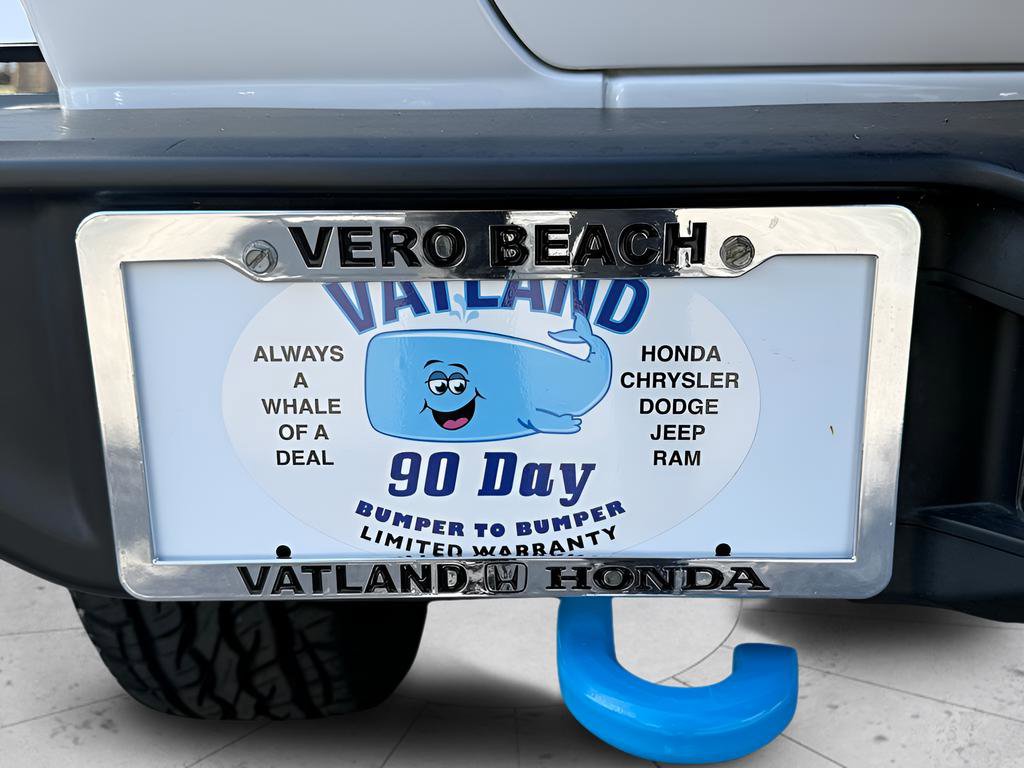 VERO BEACH
VATLAND
ALWAYS
A
WHALE
OF A
DEAL
HONDA
CHRYSLER
DODGE
JEEP
RAM
90 Day
BUMPER TO BUMPER
LIMITED WARRANTY
VATLAND HONDA